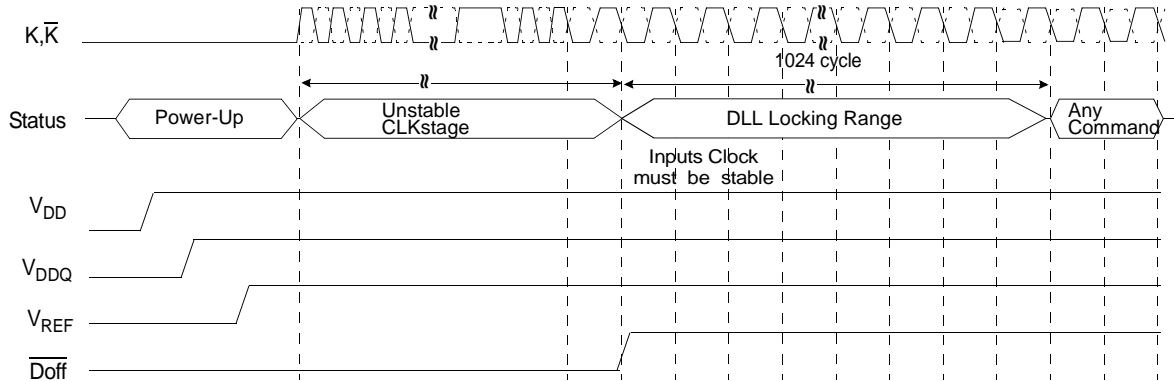 K,K̅
1024 cycle
Status
Power-Up
Unstable
CLKstage
DLL Locking Range
Any
Command
Inputs Clock
must be stable
VDD
VDDQ
VREF
D̅o̅f̅f̅